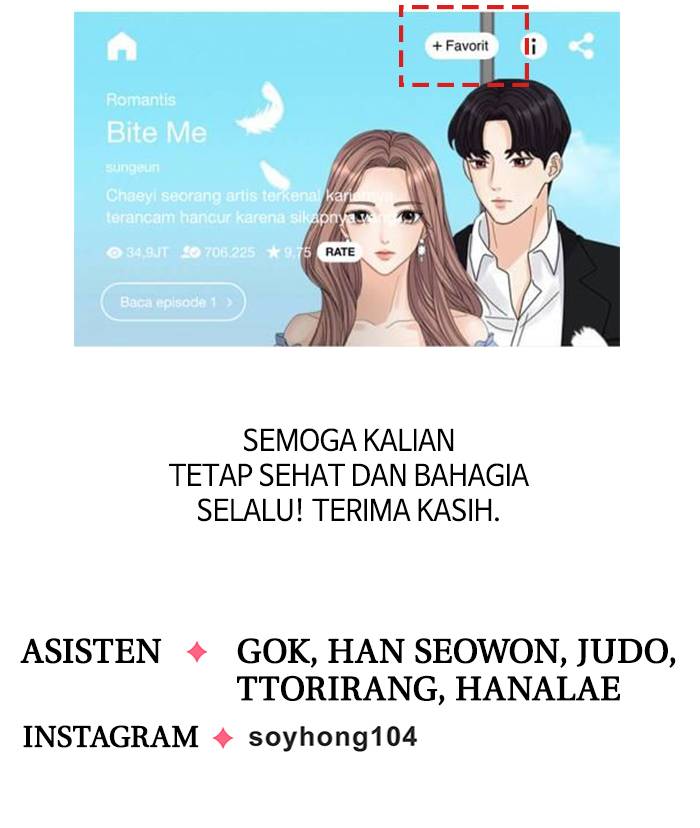 + Favorit
i
Romantis
Bite Me
sungeun
Chaeyi seorang artis terkenal kariernya
terancam hancur karena sikapnya yang...
34,9JT 706.225 9,75 RATE
Baca episode 1 >
SEMOGA KALIAN
TETAP SEHAT DAN BAHAGIA
SELALU! TERIMA KASIH.
ASISTEN GOK, HAN SEOWON, JUDO,
TTORIRANG, HANALAE
INSTAGRAM soyhong104